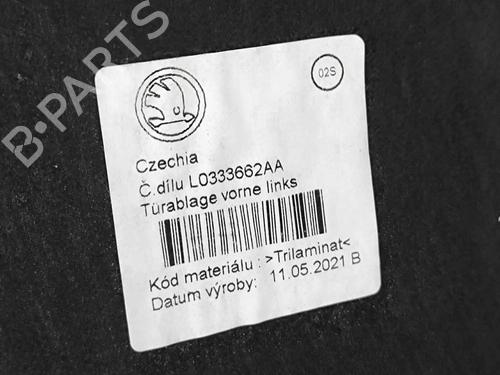 B-PARTS
02S
Czechia
Č.dílu L0333662AA
Türablage vorne links
Kód materiálu : >Trilaminat<
Datum výroby: 11.05.2021 B